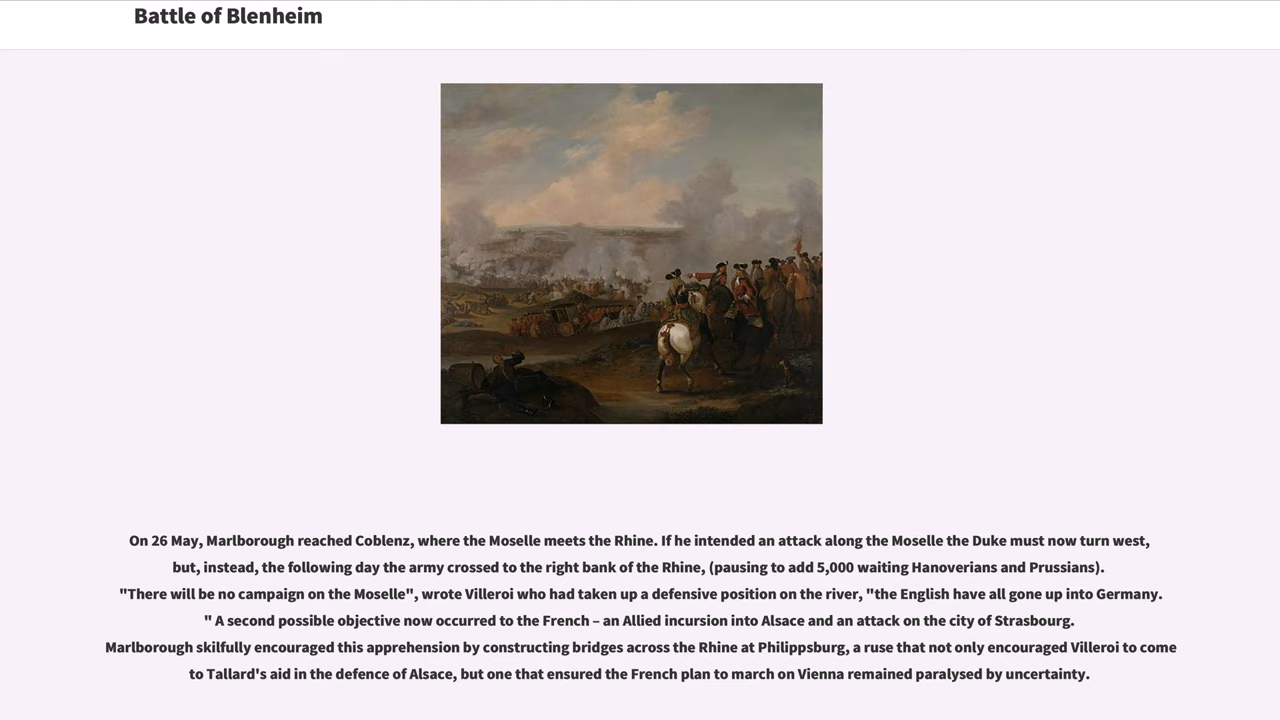 Battle of Blenheim
On 26 May, Marlborough reached Coblenz, where the Moselle meets the Rhine. If he intended an attack along the Moselle the Duke must now turn west,
but, instead, the following day the army crossed to the right bank of the Rhine, (pausing to add 5,000 waiting Hanoverians and Prussians).
"There will be no campaign on the Moselle", wrote Villeroi who had taken up a defensive position on the river, "the English have all gone up into Germany.
" A second possible objective now occurred to the French – an Allied incursion into Alsace and an attack on the city of Strasbourg.
Marlborough skilfully encouraged this apprehension by constructing bridges across the Rhine at Philippsburg, a ruse that not only encouraged Villeroi to come
to Tallard's aid in the defence of Alsace, but one that ensured the French plan to march on Vienna remained paralysed by uncertainty.